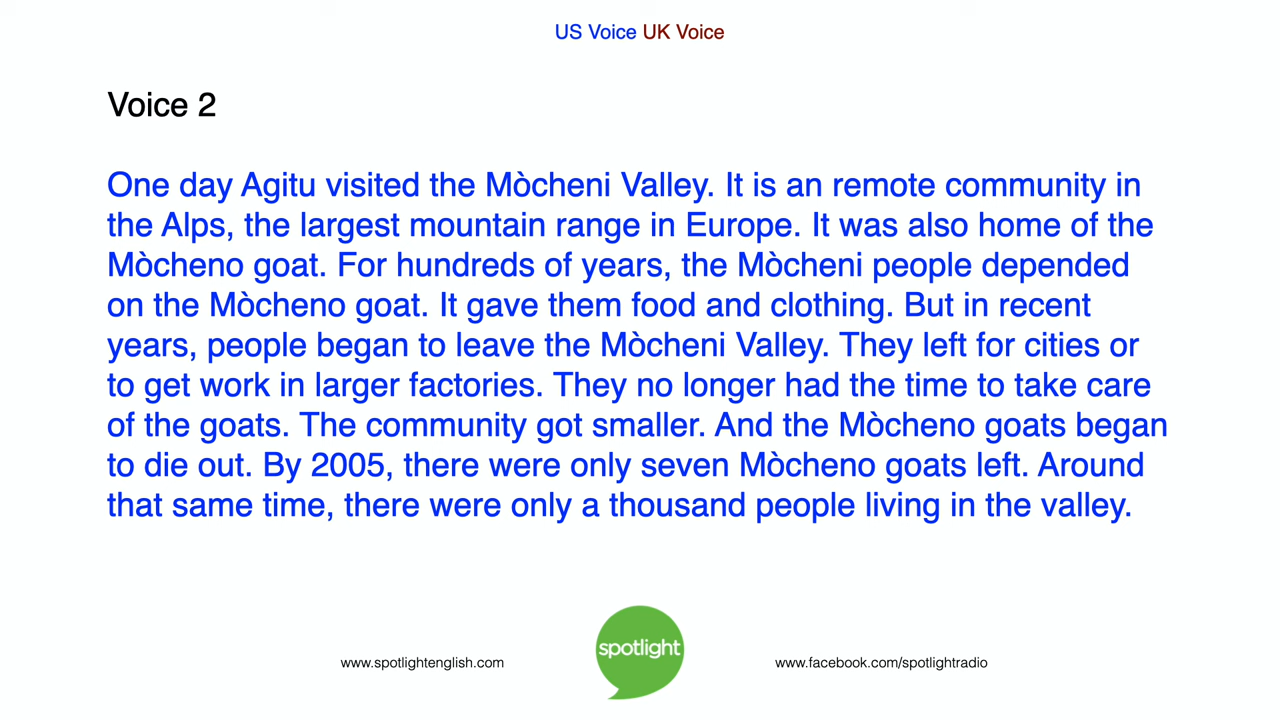 US Voice UK Voice
Voice 2
One day Agitu visited the Mòcheni Valley. It is an remote community in
the Alps, the largest mountain range in Europe. It was also home of the
Mòcheno goat. For hundreds of years, the Mòcheni people depended
on the Mòcheno goat. It gave them food and clothing. But in recent
years, people began to leave the Mòcheni Valley. They left for cities or
to get work in larger factories. They no longer had the time to take care
of the goats. The community got smaller. And the Mòcheno goats began
to die out. By 2005, there were only seven Mòcheno goats left. Around
that same time, there were only a thousand people living in the valley.
www.spotlightenglish.com
spotlight
www.facebook.com/spotlightradio